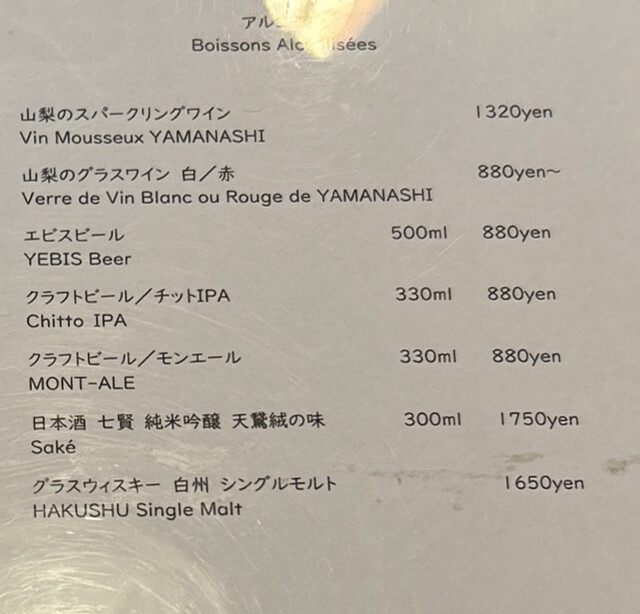 アル
Boissons Alc isées
山梨のスパークリングワイン 1320yen
Vin Mousseux YAMANASHI
山梨のグラスワイン 白／赤 880yen〜
Verre de Vin Blanc ou Rouge de YAMANASHI
エビスビール 500ml 880yen
YEBIS Beer
クラフトビール／チットIPA 330ml 880yen
Chitto IPA
クラフトビール／モンエール 330ml 880yen
MONT-ALE
日本酒 七賢 純米吟醸 天鵞絨の味 300ml 1750yen
Saké
グラスウィスキー 白州 シングルモルト 1650yen
HAKUSHU Single Malt